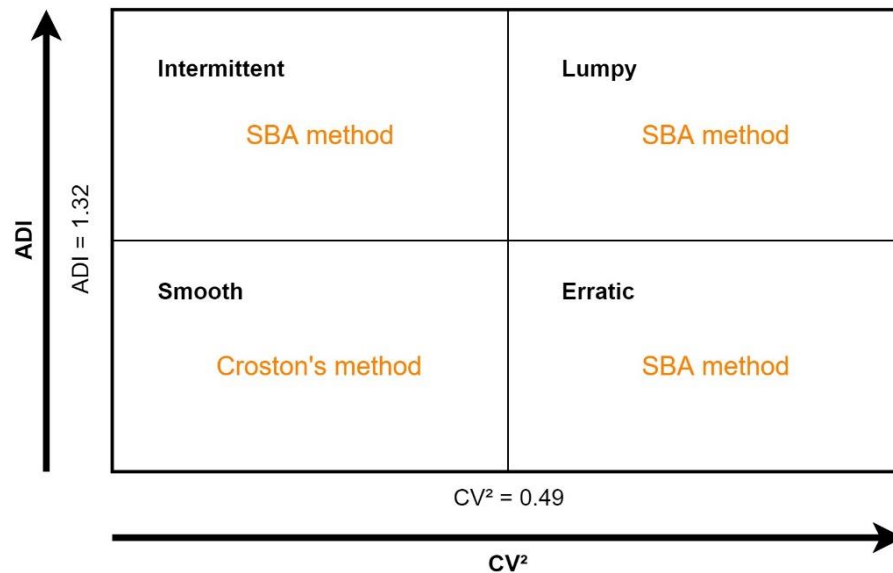 Intermittent
SBA method
Lumpy
SBA method
ADI
ADI = 1.32
Smooth
Croston's method
Erratic
SBA method
CV² = 0.49
CV²